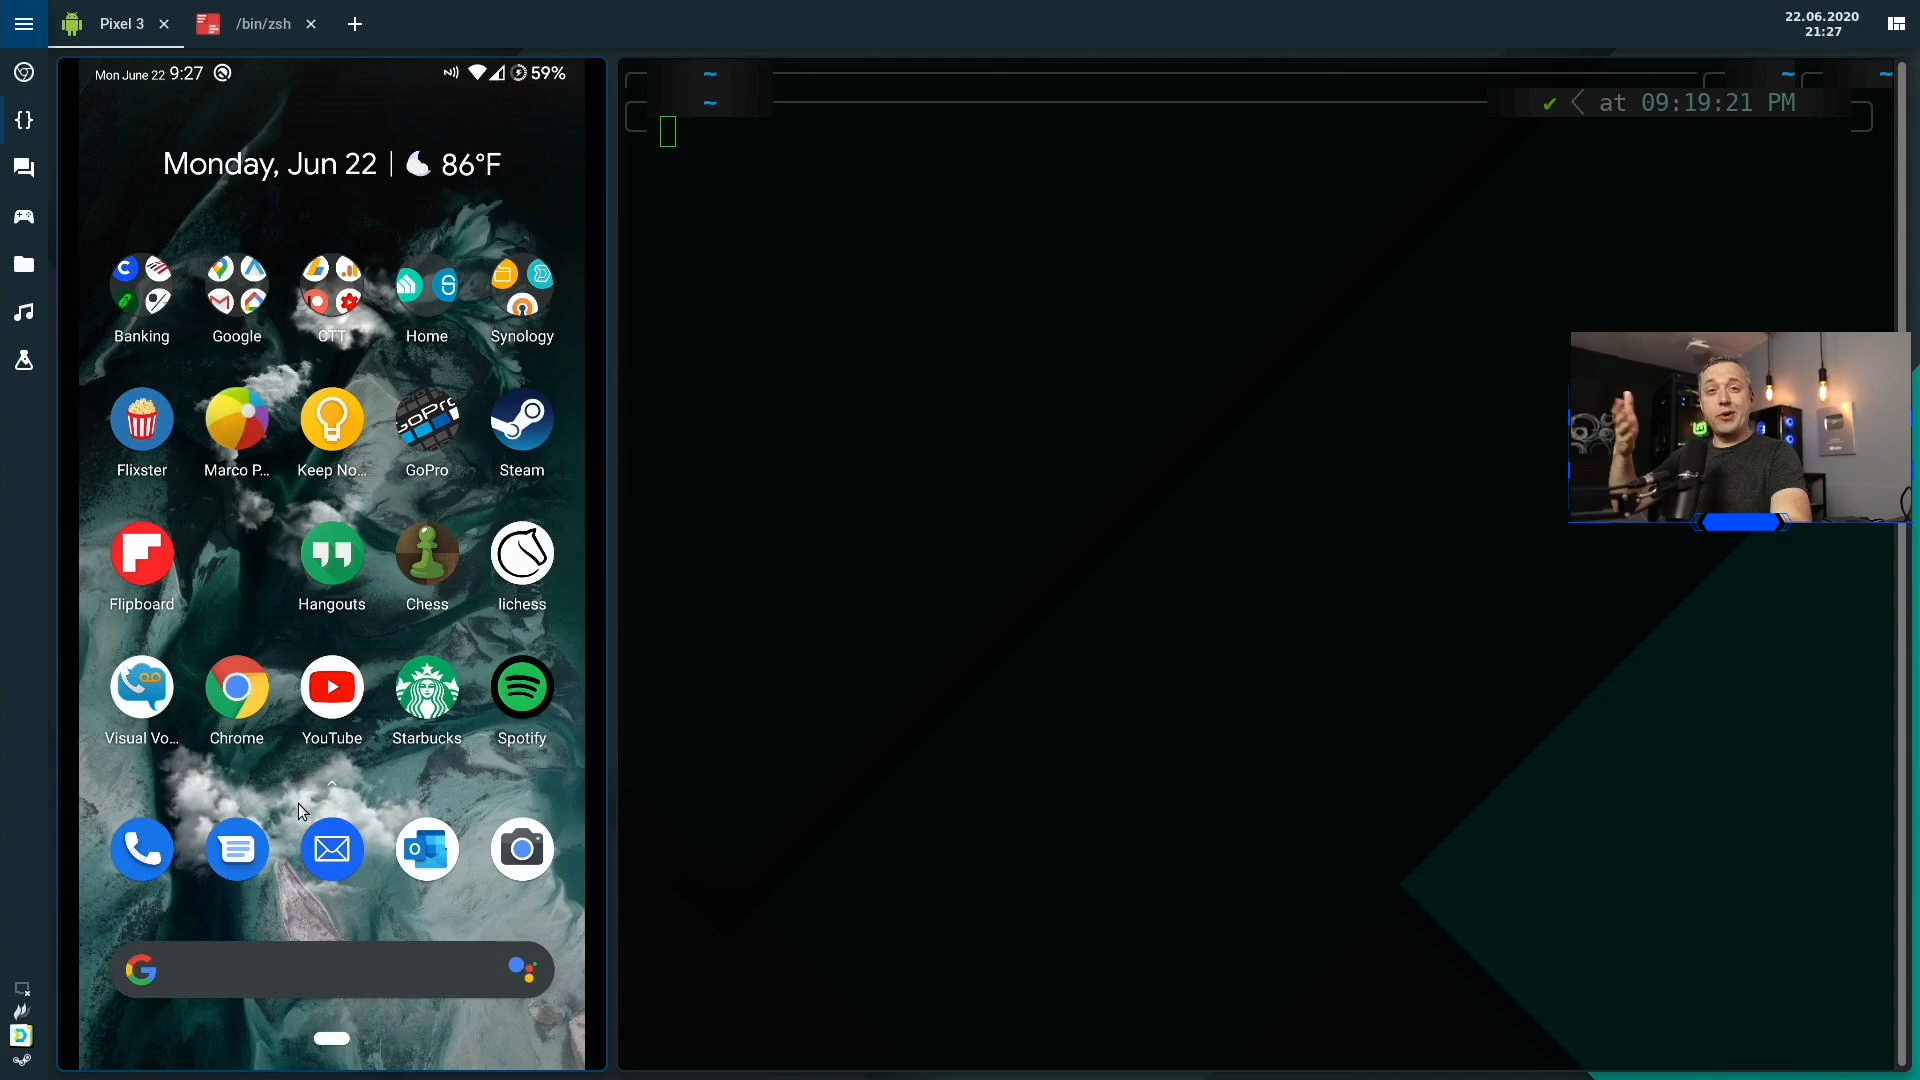 Pixel 3
/bin/zsh
22.06.2020
21:27
Mon June 22 9:27
59%
~ ~ ~
~
✔ at 09:19:21 PM
Monday, Jun 22 | 86°F
Banking Google CTT Home Synology
GoPro
Flixster Marco P... Keep No... GoPro Steam
Flipboard Hangouts Chess lichess
Visual Vo... Chrome YouTube Starbucks Spotify